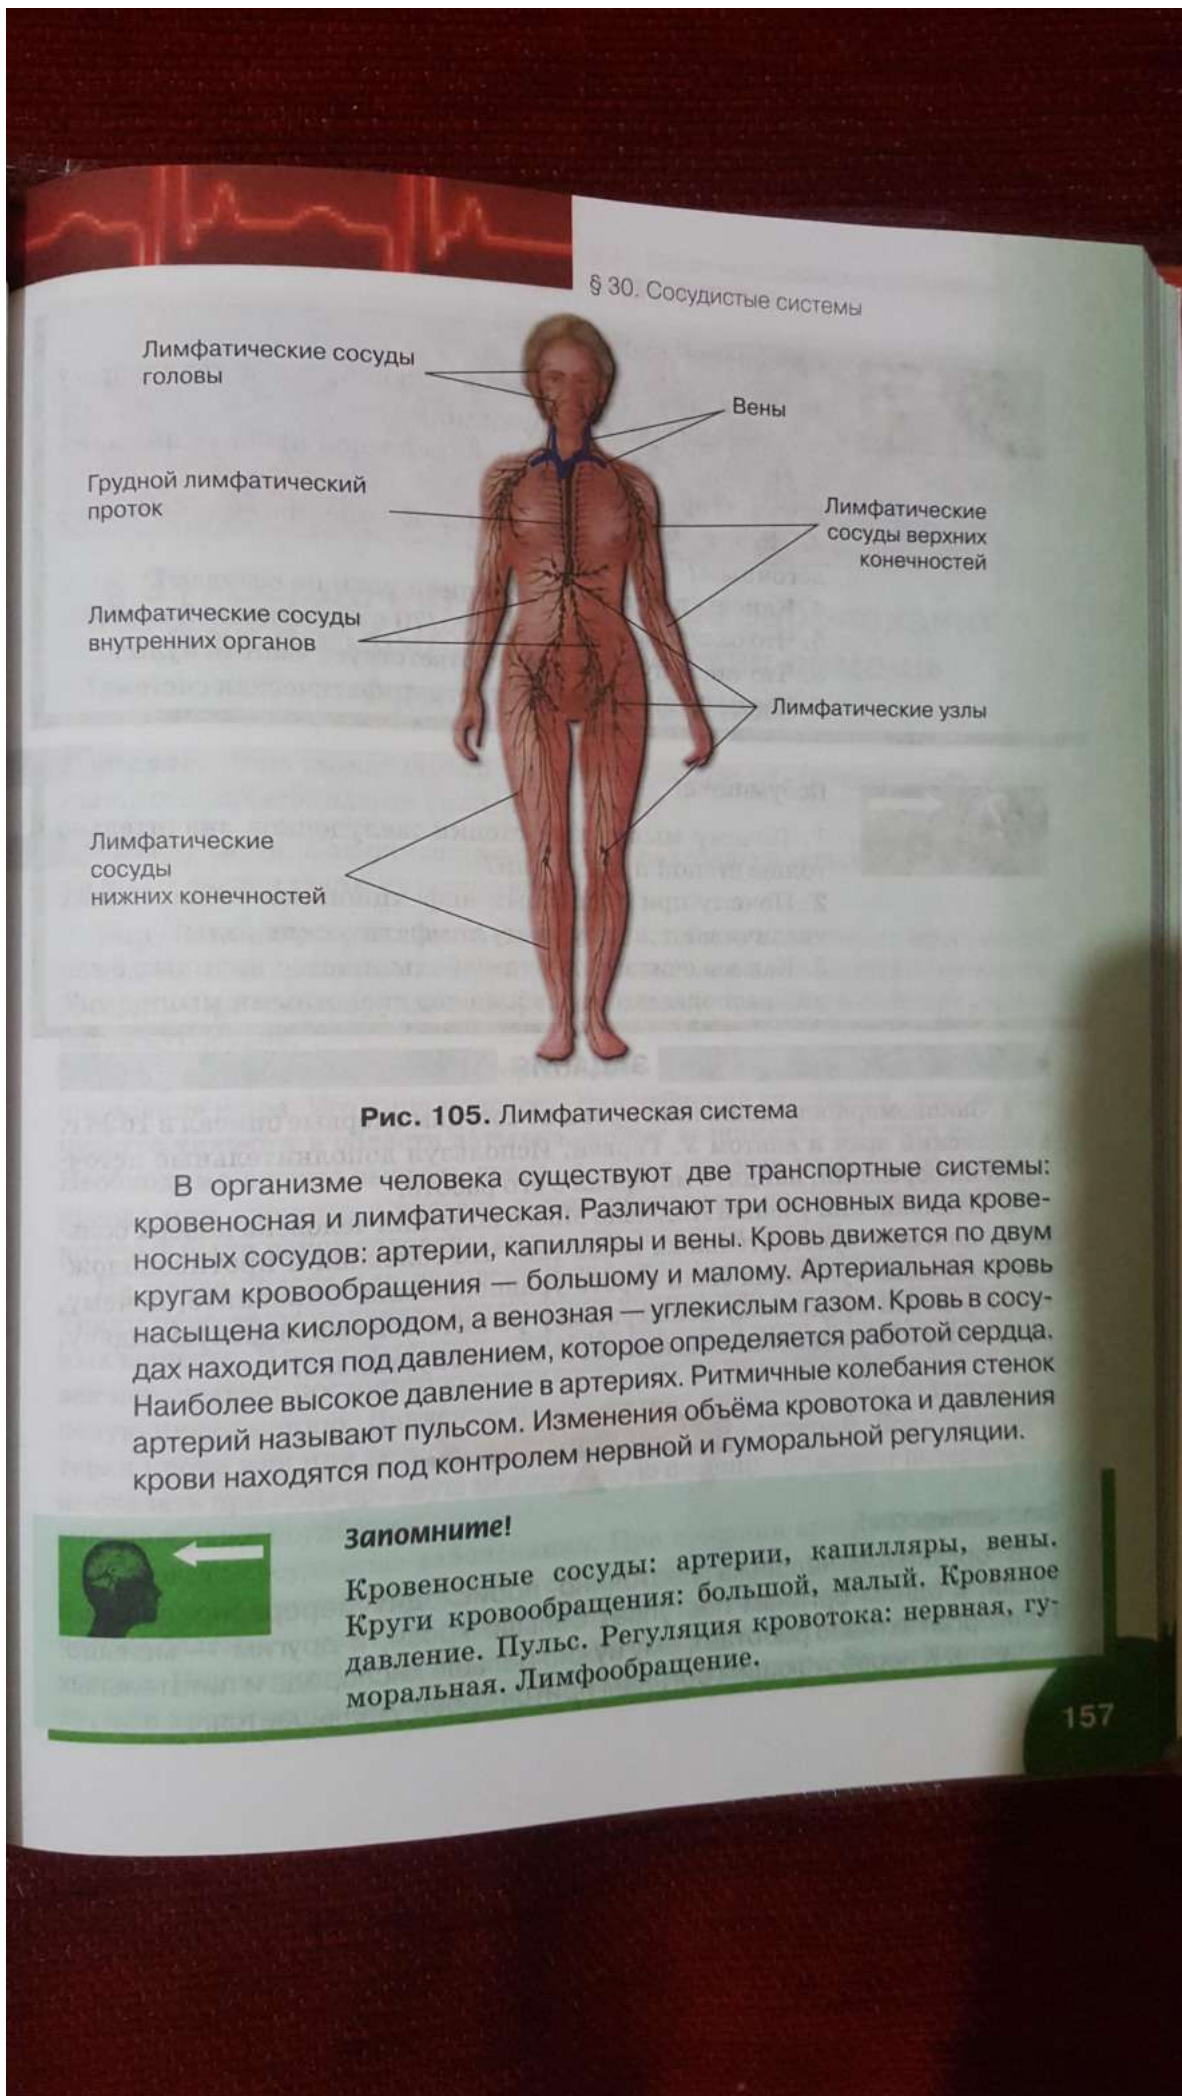 § 30. Сосудистые системы
Лимфатические сосуды
головы
Вены
Грудной лимфатический
проток
Лимфатические
сосуды верхних
конечностей
Лимфатические сосуды
внутренних органов
Лимфатические узлы
Лимфатические
сосуды
нижних конечностей
Рис. 105. Лимфатическая система
В организме человека существуют две транспортные системы:
кровеносная и лимфатическая. Различают три основных вида крове-
носных сосудов: артерии, капилляры и вены. Кровь движется по двум
кругам кровообращения — большому и малому. Артериальная кровь
насыщена кислородом, а венозная — углекислым газом. Кровь в сосу-
дах находится под давлением, которое определяется работой сердца.
Наиболее высокое давление в артериях. Ритмичные колебания стенок
артерий называют пульсом. Изменения объёма кровотока и давления
крови находятся под контролем нервной и гуморальной регуляции.
Запомните!
Кровеносные сосуды: артерии, капилляры, вены.
Круги кровообращения: большой, малый. Кровяное
давление. Пульс. Регуляция кровотока: нервная, гу-
моральная. Лимфообращение.
157